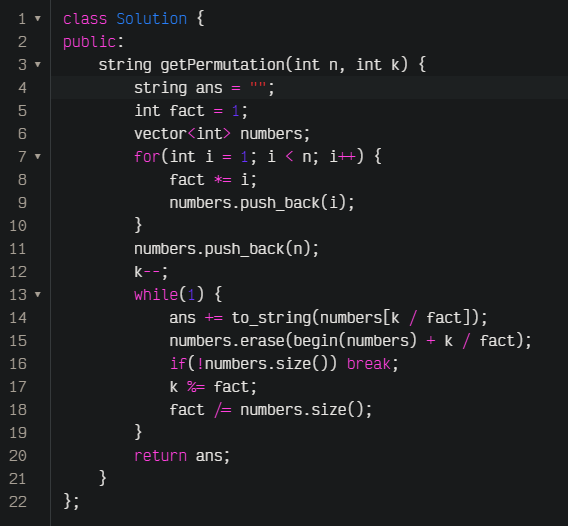 1 class Solution {
2 public:
3     string getPermutation(int n, int k) {
4         string ans = "";
5         int fact = 1;
6         vector<int> numbers;
7         for(int i = 1; i < n; i++) {
8             fact *= i;
9             numbers.push_back(i);
10         }
11         numbers.push_back(n);
12         k--;
13         while(1) {
14             ans += to_string(numbers[k / fact]);
15             numbers.erase(begin(numbers) + k / fact);
16             if(!numbers.size()) break;
17             k %= fact;
18             fact /= numbers.size();
19         }
20         return ans;
21     }
22 };